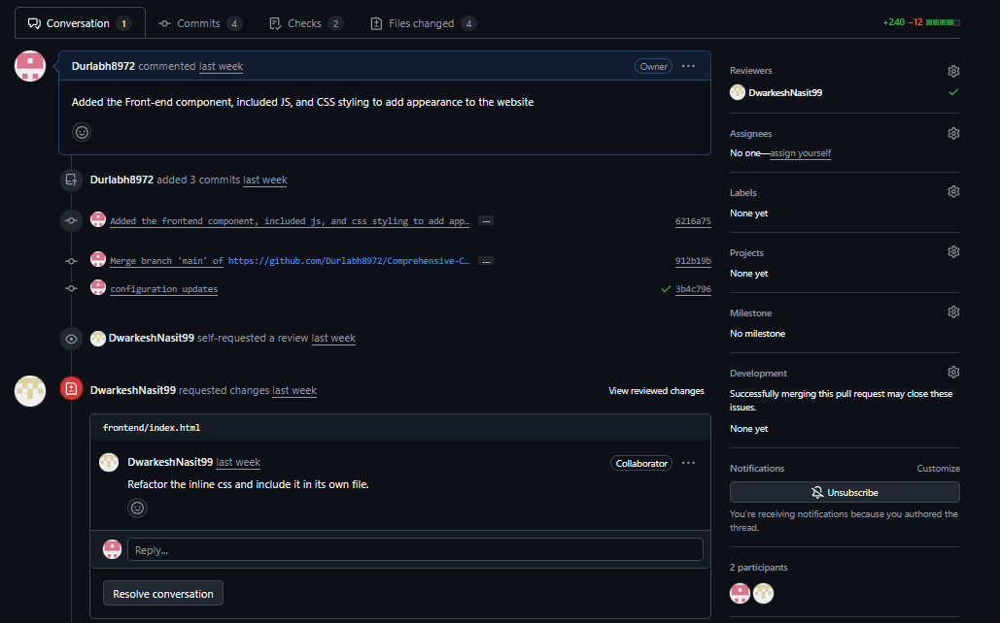 Conversation 1 Commits 4 Checks 2 Files changed 4 +240 −12
Durlabh8972 commented last week Owner ...
Added the Front-end component, included JS, and CSS styling to add appearance to the website
Durlabh8972 added 3 commits last week
Added the frontend component, included js, and css styling to add app… ... 6216a75
Merge branch 'main' of https://github.com/Durlabh8972/Comprehensive-C… ... 912b19b
configuration updates 3b4c796
DwarkeshNasit99 self-requested a review last week
DwarkeshNasit99 requested changes last week View reviewed changes
frontend/index.html
DwarkeshNasit99 last week Collaborator ...
Refactor the inline css and include it in its own file.
Reply...
Resolve conversation
Reviewers
DwarkeshNasit99
Assignees
No one—assign yourself
Labels
None yet
Projects
None yet
Milestone
No milestone
Development
Successfully merging this pull request may close these
issues.
None yet
Notifications Customize
Unsubscribe
You're receiving notifications because you authored the
thread.
2 participants